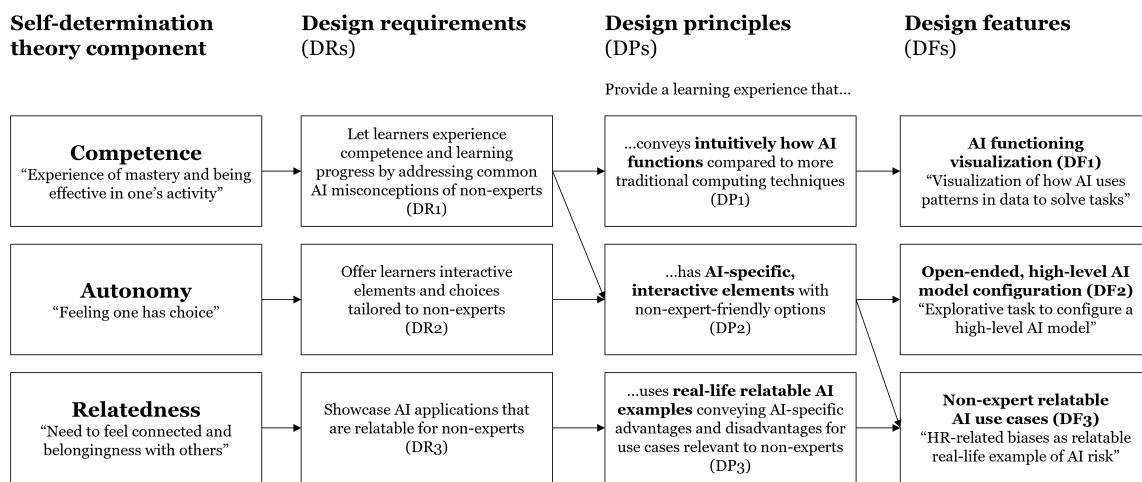 Self-determination
theory component
Design requirements
(DRs)
Design principles
(DPs)
Design features
(DFs)
Provide a learning experience that...
Competence
“Experience of mastery and being
effective in one’s activity”
Let learners experience
competence and learning
progress by addressing common
AI misconceptions of non-experts
(DR1)
...conveys intuitively how AI
functions compared to more
traditional computing techniques
(DP1)
AI functioning
visualization (DF1)
“Visualization of how AI uses
patterns in data to solve tasks”
Autonomy
“Feeling one has choice”
Offer learners interactive
elements and choices
tailored to non-experts
(DR2)
...has AI-specific,
interactive elements with
non-expert-friendly options
(DP2)
Open-ended, high-level AI
model configuration (DF2)
“Explorative task to configure a
high-level AI model”
Relatedness
“Need to feel connected and
belongingness with others”
Showcase AI applications that
are relatable for non-experts
(DR3)
...uses real-life relatable AI
examples conveying AI-specific
advantages and disadvantages for
use cases relevant to non-experts
(DP3)
Non-expert relatable
AI use cases (DF3)
“HR-related biases as relatable
real-life example of AI risk”